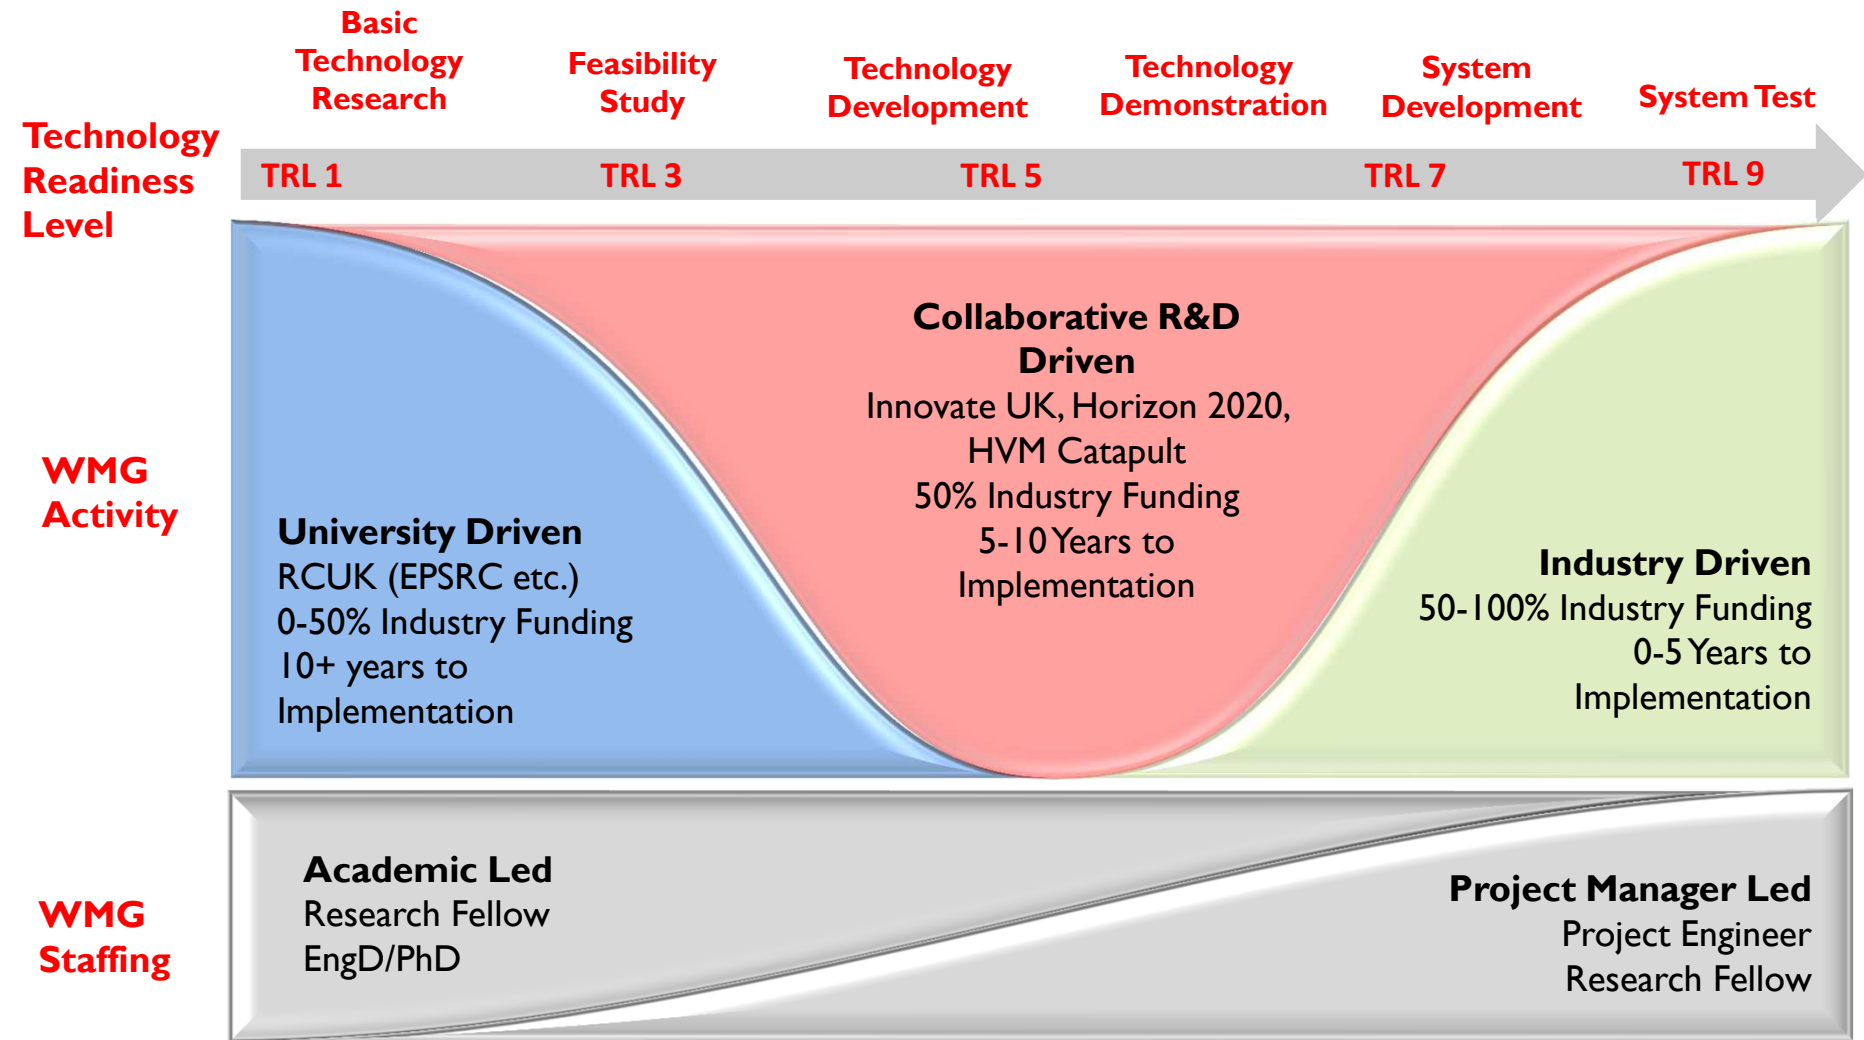 Basic
Technology
Research
Feasibility
Study
Technology
Development
Technology
Demonstration
System
Development
System Test
Technology
Readiness
Level
TRL 1
TRL 3
TRL 5
TRL 7
TRL 9
WMG
Activity
University Driven
RCUK (EPSRC etc.)
0-50% Industry Funding
10+ years to
Implementation
Collaborative R&D
Driven
Innovate UK, Horizon 2020,
HVM Catapult
50% Industry Funding
5-10 Years to
Implementation
Industry Driven
50-100% Industry Funding
0-5 Years to
Implementation
WMG
Staffing
Academic Led
Research Fellow
EngD/PhD
Project Manager Led
Project Engineer
Research Fellow